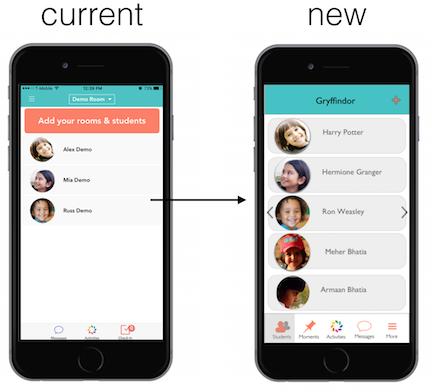 current
new
T-Mobile 12:39 PM 73%
Demo Room
Add your rooms & students
Alex Demo
Mia Demo
Russ Demo
Messages Activities Check-in
Gryffindor
Harry Potter
Hermione Granger
Ron Weasley
Meher Bhatia
Armaan Bhatia
Students Moments Activities Messages More